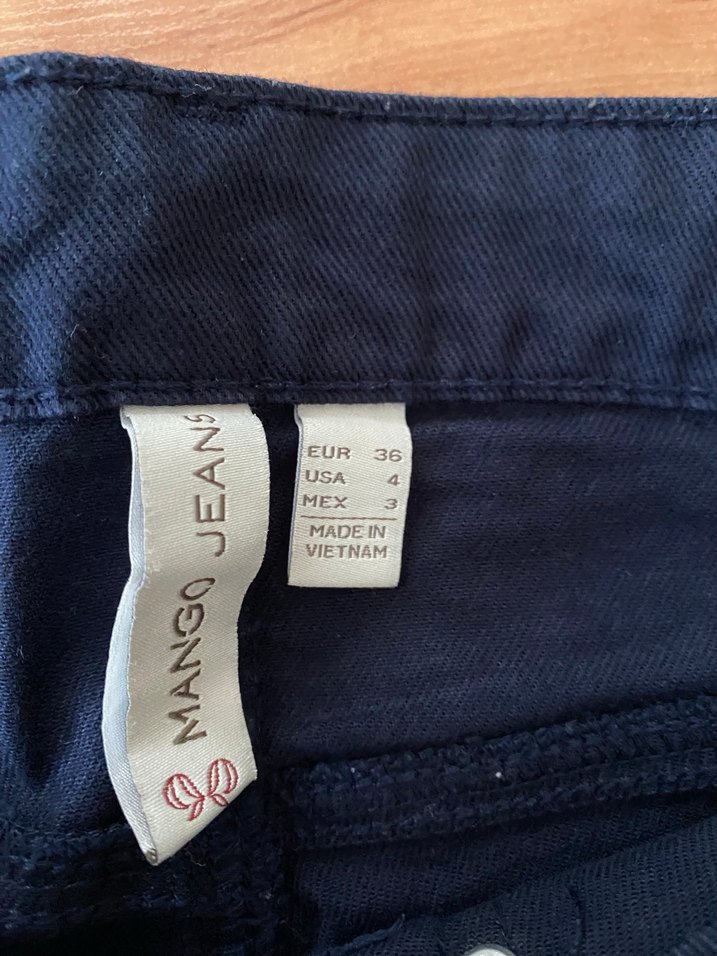 MANGO JEANS
EUR 36
USA 4
MEX 3
MADE IN
VIETNAM